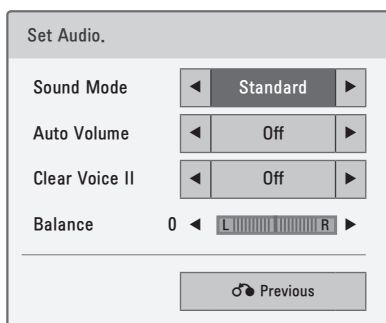 Set Audio.
Sound Mode ◀ Standard ▶
Auto Volume ◀ Off ▶
Clear Voice II ◀ Off ▶
Balance 0 ◀ L R ▶
Previous